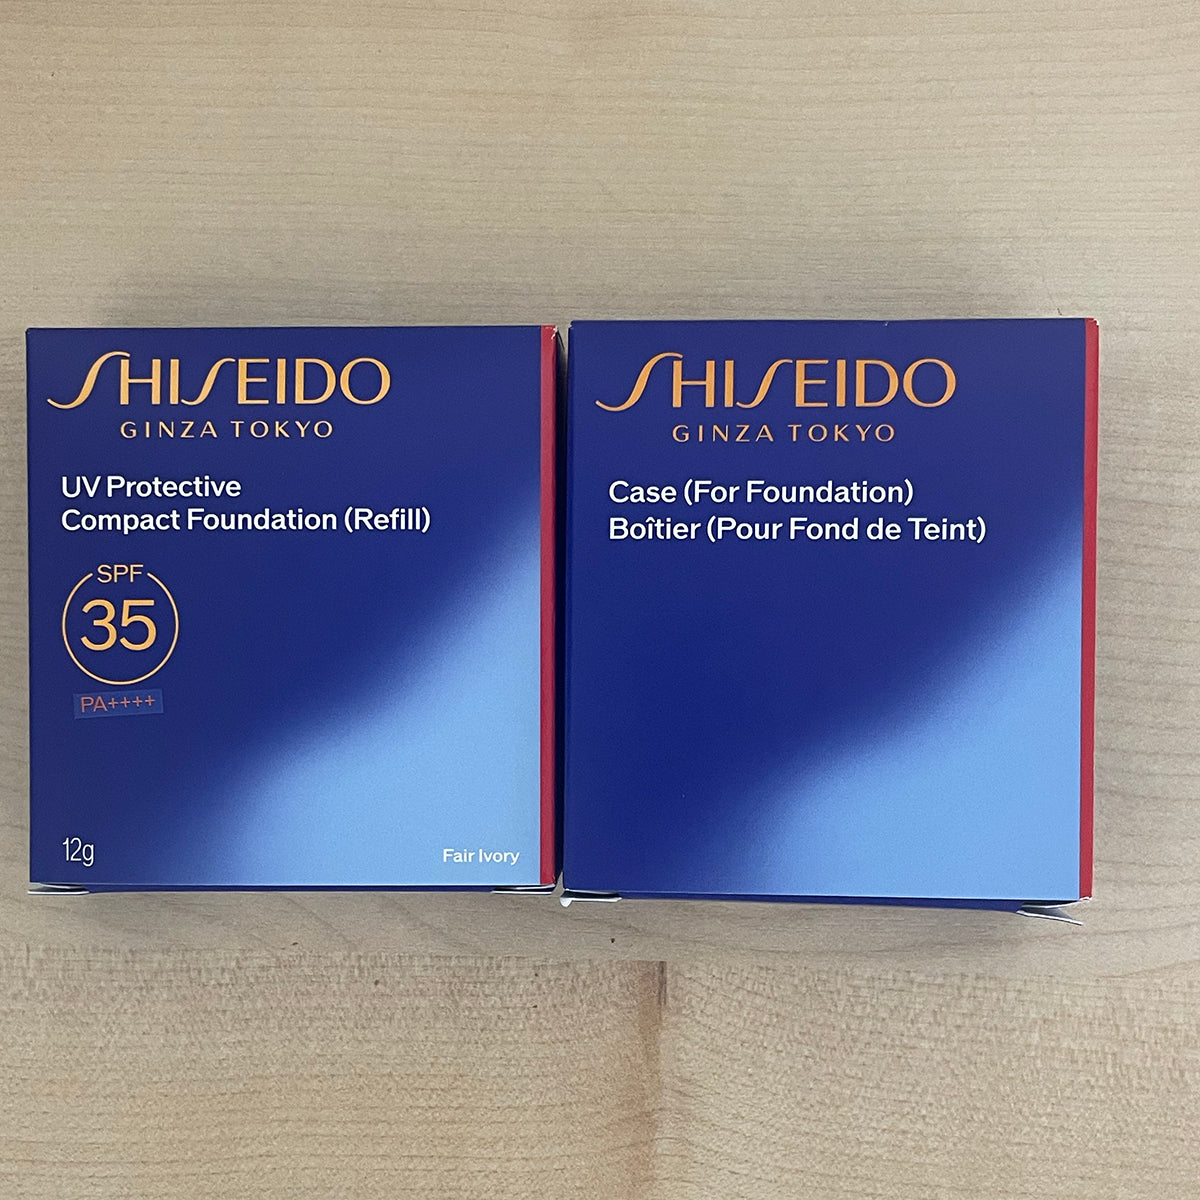 SHISEIDO
GINZA TOKYO
UV Protective
Compact Foundation (Refill)
SPF
35
PA++++
12g
Fair Ivory
SHISEIDO
GINZA TOKYO
Case (For Foundation)
Boîtier (Pour Fond de Teint)